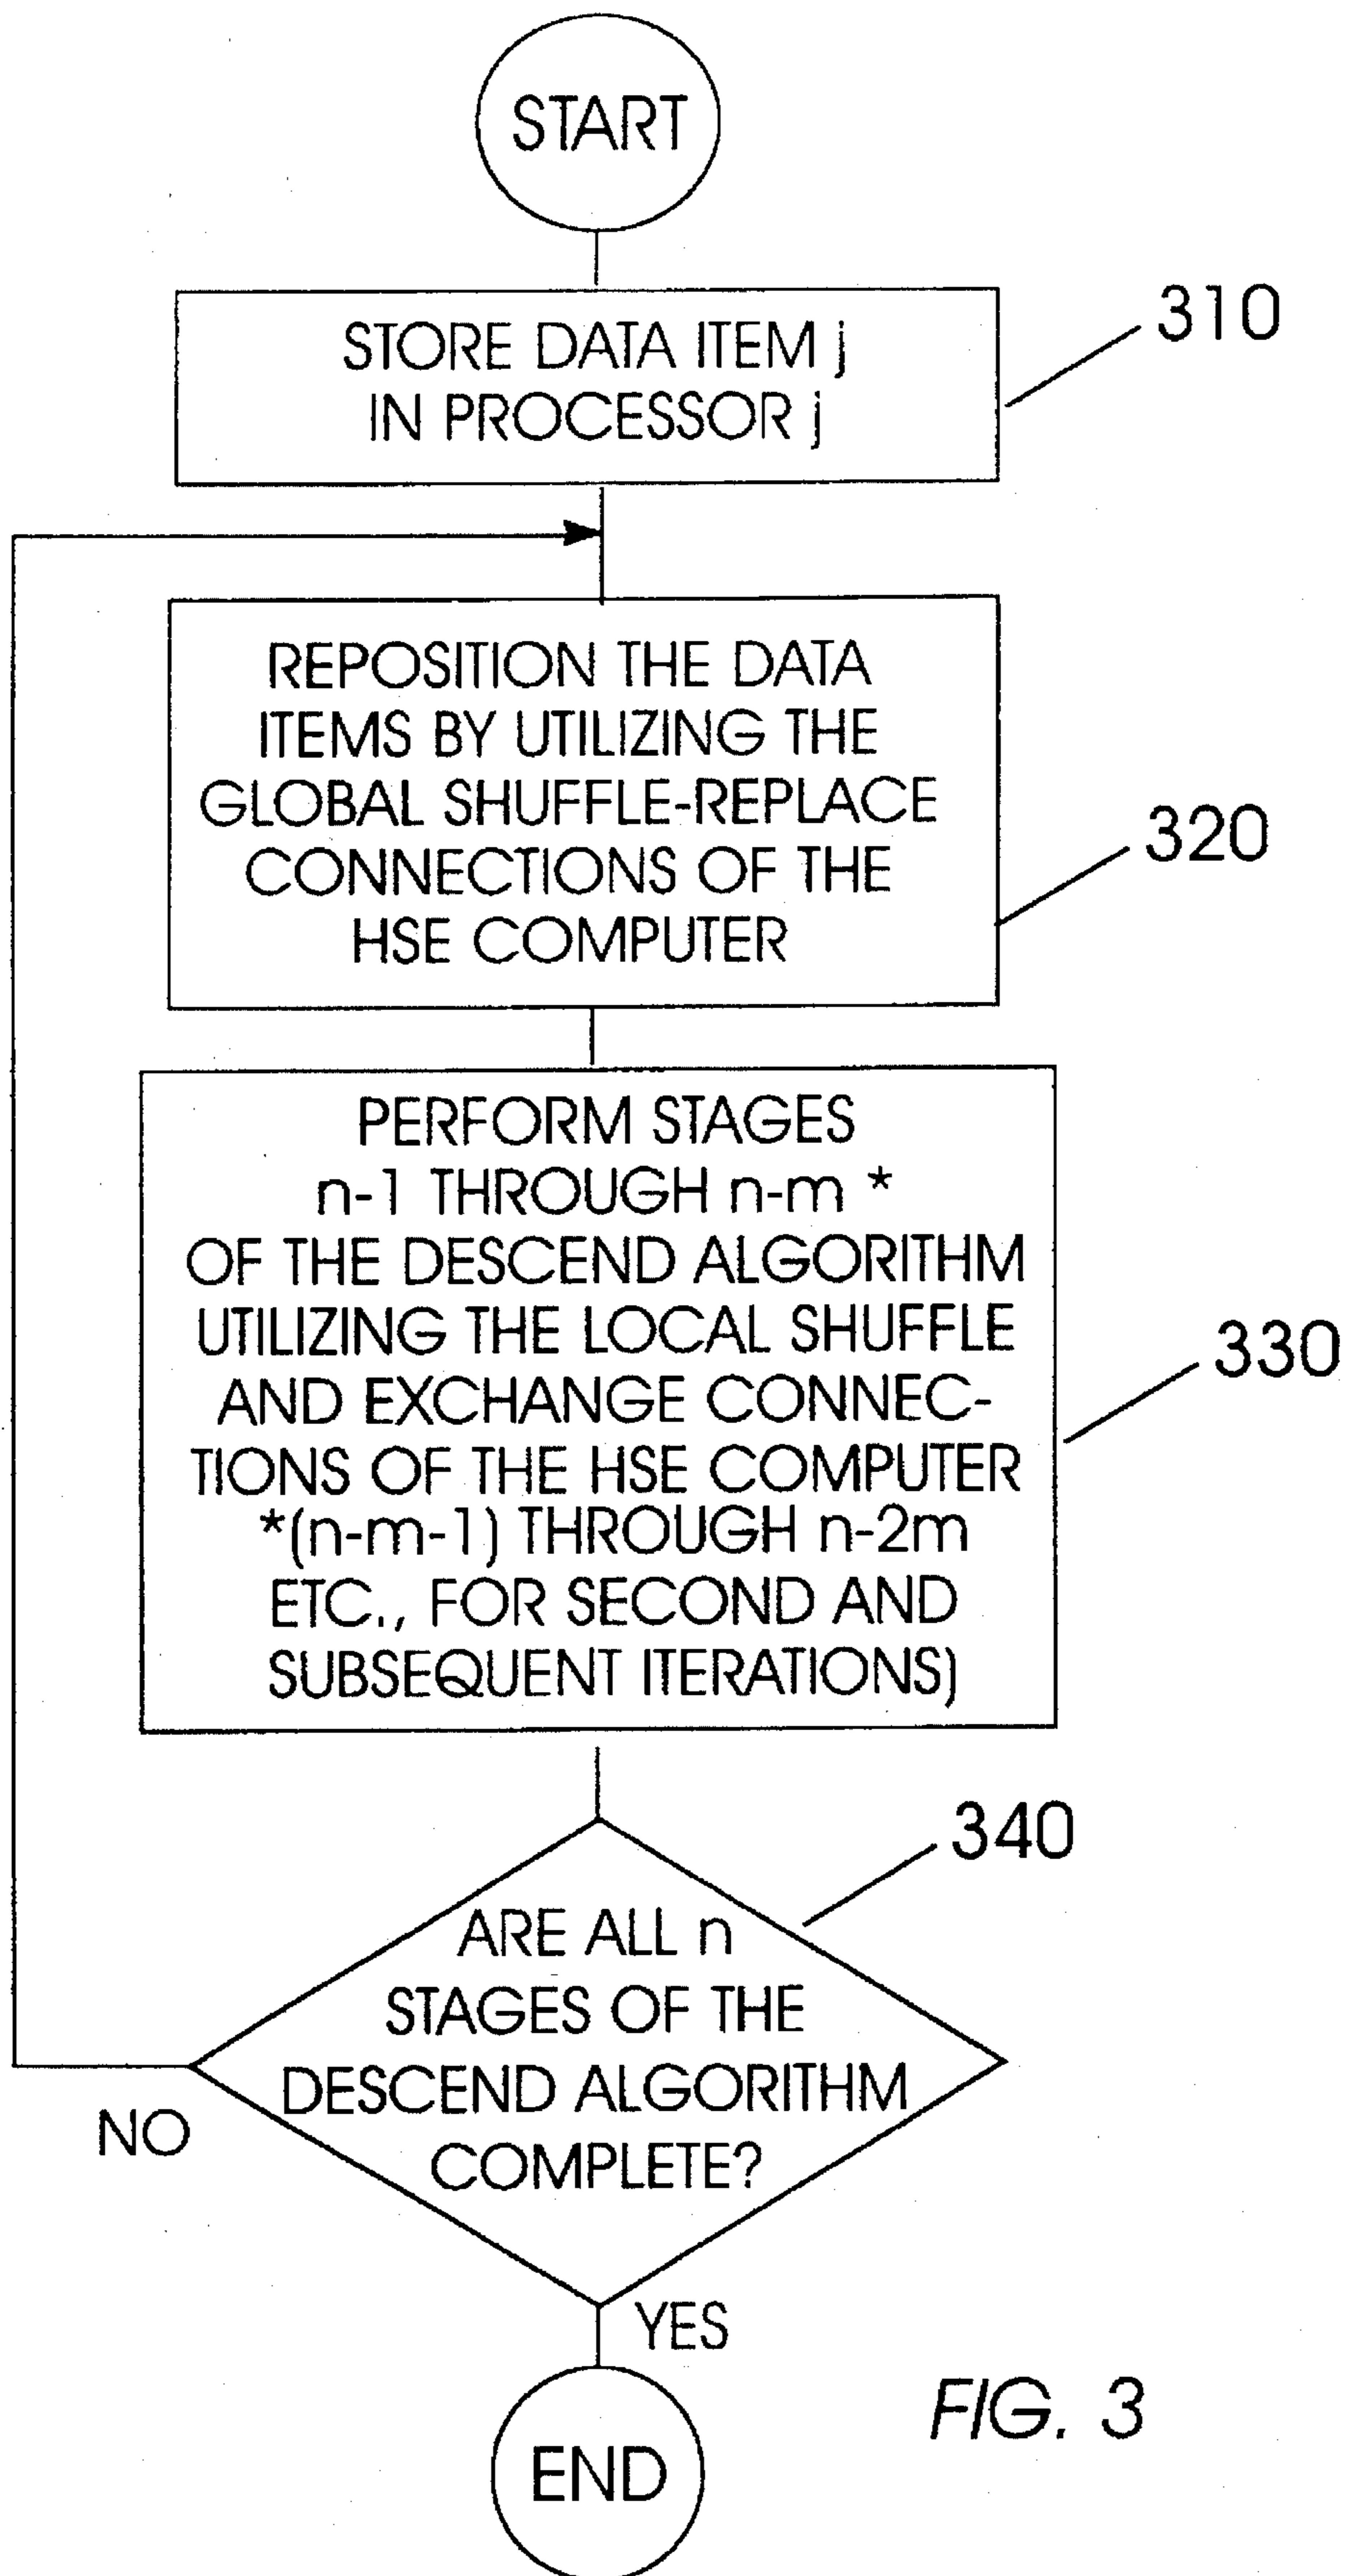 START
STORE DATA ITEM j
IN PROCESSOR j
310
REPOSITION THE DATA
ITEMS BY UTILIZING THE
GLOBAL SHUFFLE-REPLACE
CONNECTIONS OF THE
HSE COMPUTER
320
PERFORM STAGES
n-1 THROUGH n-m *
OF THE DESCEND ALGORITHM
UTILIZING THE LOCAL SHUFFLE
AND EXCHANGE CONNEC-
TIONS OF THE HSE COMPUTER
*(n-m-1) THROUGH n-2m
ETC., FOR SECOND AND
SUBSEQUENT ITERATIONS)
330
340
ARE ALL n
STAGES OF THE
DESCEND ALGORITHM
COMPLETE?
NO
YES
END
FIG. 3